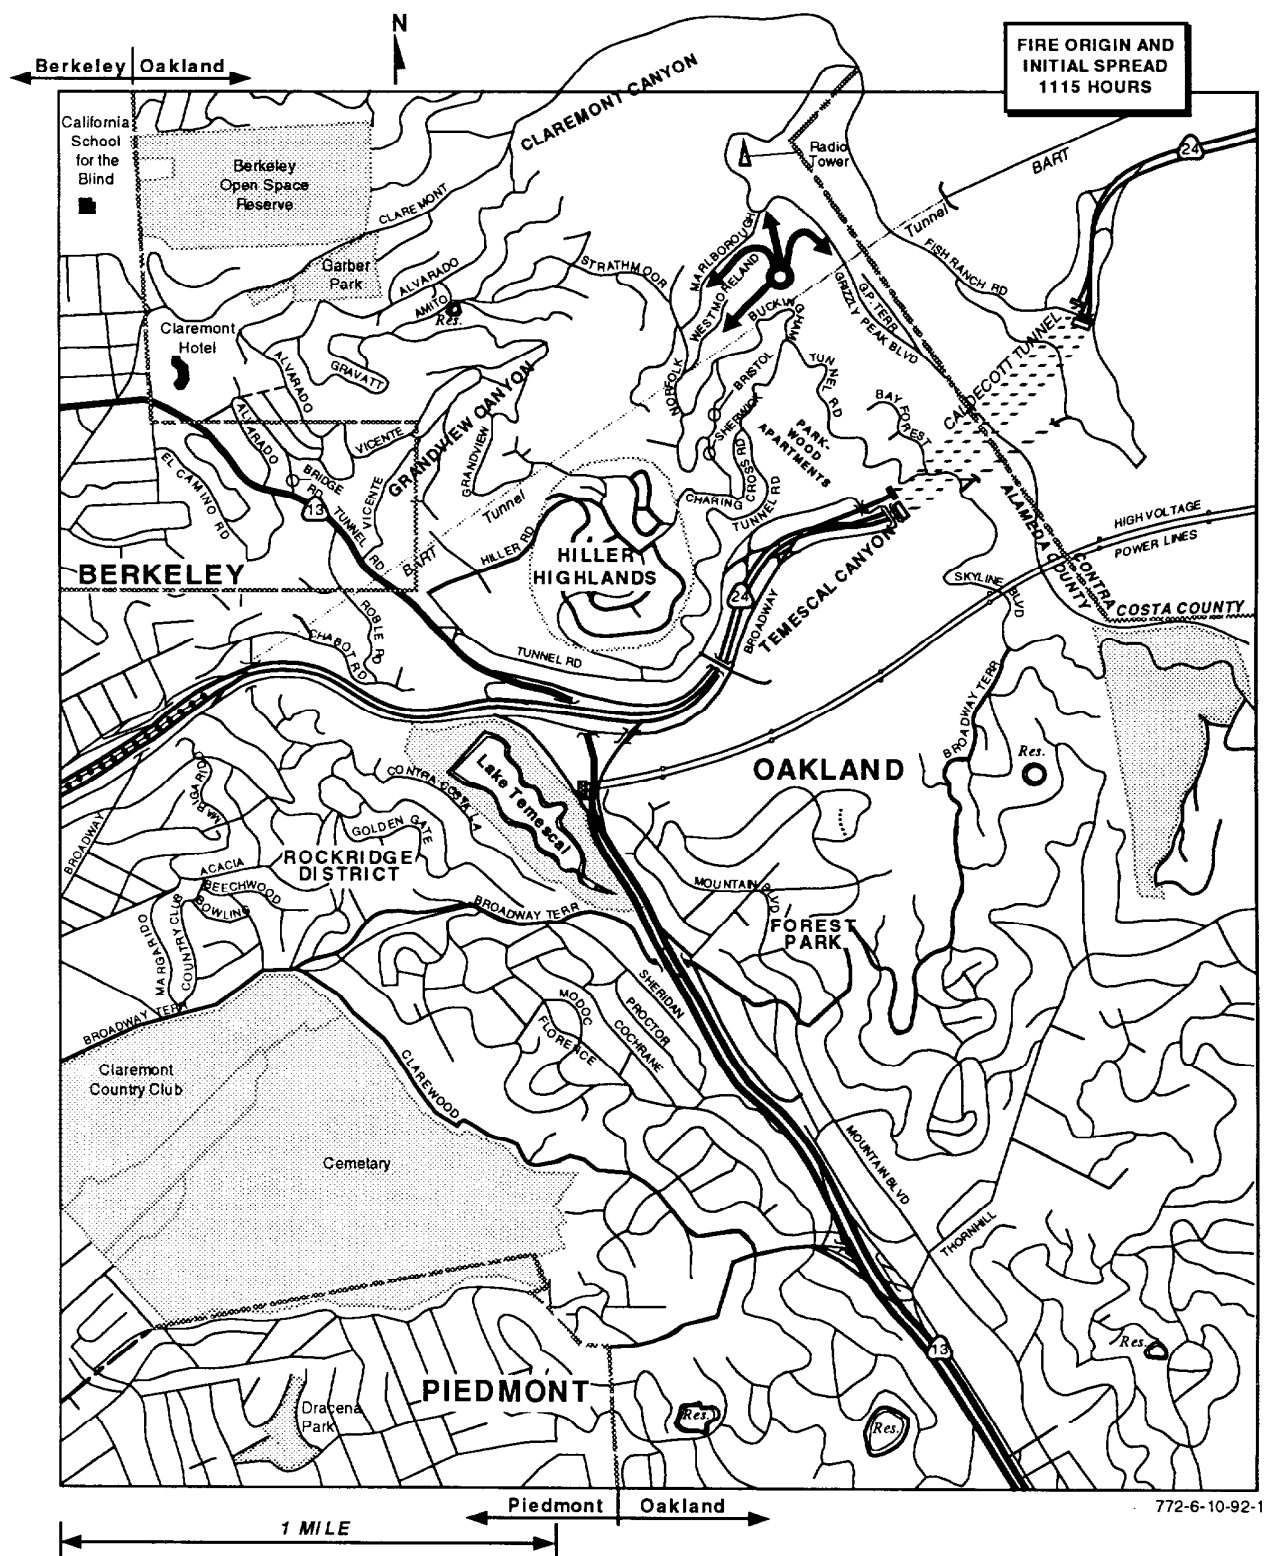 N
FIRE ORIGIN AND
INITIAL SPREAD
1115 HOURS
Berkeley Oakland
California
School
for the
Blind
Berkeley
Open Space
Reserve
CLAREMONT CANYON
Radio
Tower
24
BART
Tunnel
CLAREMONT
Garber
Park
ALVARADO
AMITO
Res.
STRATHMOOR
MARLBOROUGH
WESTMORELAND
BUCKINGHAM
GRIZZLY PEAK BLVD
G.P. TERR
FISH RANCH RD
Claremont
Hotel
ALVARADO
GRAVATT
ALVARADO
VICENTE
GRANDVIEW CANYON
GRANDVIEW
NORFOLK
BRISTOL
SHERWICK
TUNNEL RD
BAY FOREST
PARK-
WOOD
APARTMENTS
CALDECOTT TUNNEL
EL CAMINO RD
BRIDGE
RD
13
TUNNEL RD
VICENTE
Tunnel
BART
CHARING
CROSS RD
TUNNEL RD
HILLER RD
HILLER
HIGHLANDS
BERKELEY
24
BROADWAY
TEMESCAL CANYON
ALAMEDA COUNTY
CONTRA
COSTA COUNTY
HIGH VOLTAGE
POWER LINES
SKYLINE BLVD
ROBLE RD
CHABOT RD
TUNNEL RD
BROADWAY TERR
Res.
OAKLAND
Lake Temescal
CONTRA COSTA LA
MARGARIDO
GOLDEN GATE
BROADWAY
ROCKRIDGE
DISTRICT
ACACIA
BEECHWOOD
BOWLING
MARGARIDO
COUNTRY CLUB
BROADWAY TERR
MOUNTAIN BLVD
FOREST
PARK
BROADWAY TERR
SHERIDAN
PROCTOR
COCHRANE
MODOC
FLORENCE
Claremont
Country Club
CLAREWOOD
Cemetary
MOUNTAIN BLVD
THORNHILL
13
Res.
PIEDMONT
Dracena
Park
Res.
Res.
Piedmont Oakland
772-6-10-92-1
1 MILE